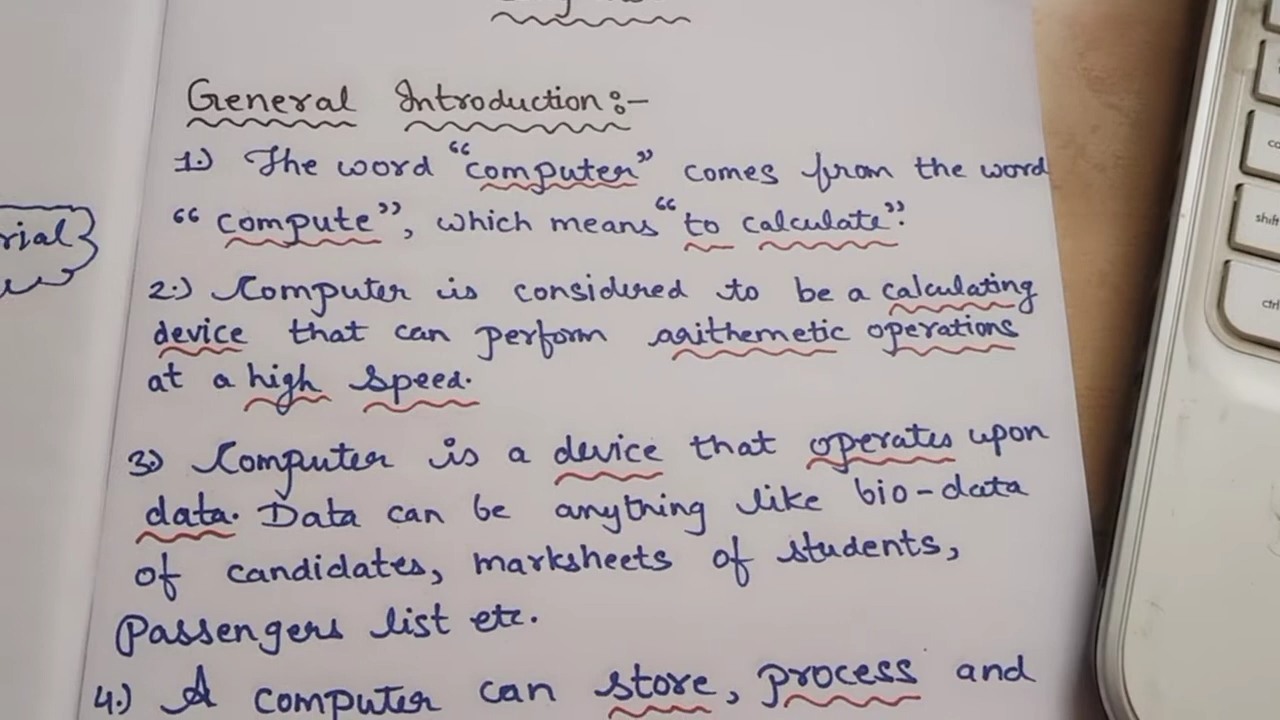 General Introduction :-
1.) The word "computer" comes from the word
"compute", which means "to calculate".
2.) Computer is considered to be a calculating
device that can perform arithemetic operations
at a high speed.
3.) Computer is a device that operates upon
data. Data can be anything like bio-data
of candidates, marksheets of students,
Passengers list etc.
4.) A computer can store, process and
rial
shift
ctrl